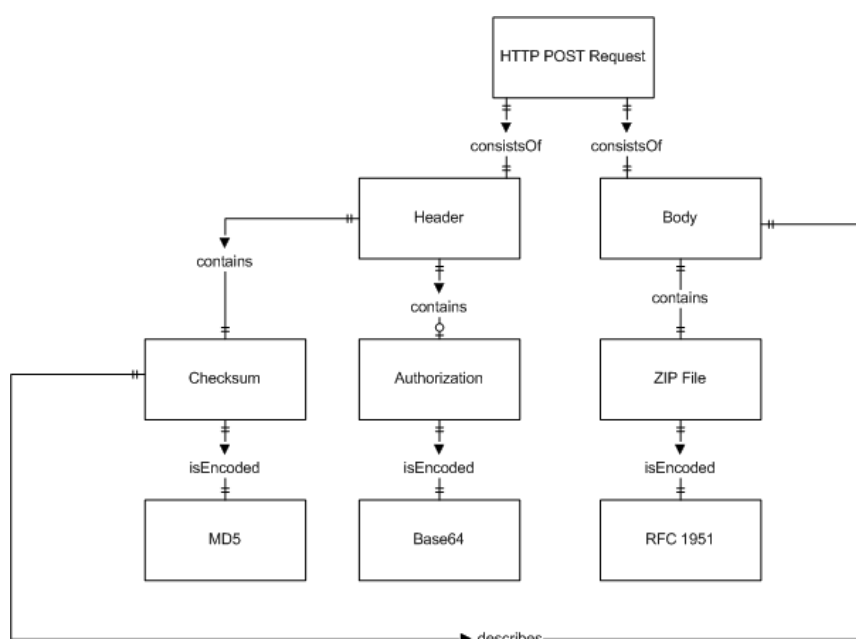 HTTP POST Request
consistsOf
consistsOf
Header
Body
contains
contains
contains
Checksum
Authorization
ZIP File
isEncoded
isEncoded
isEncoded
MD5
Base64
RFC 1951
describes